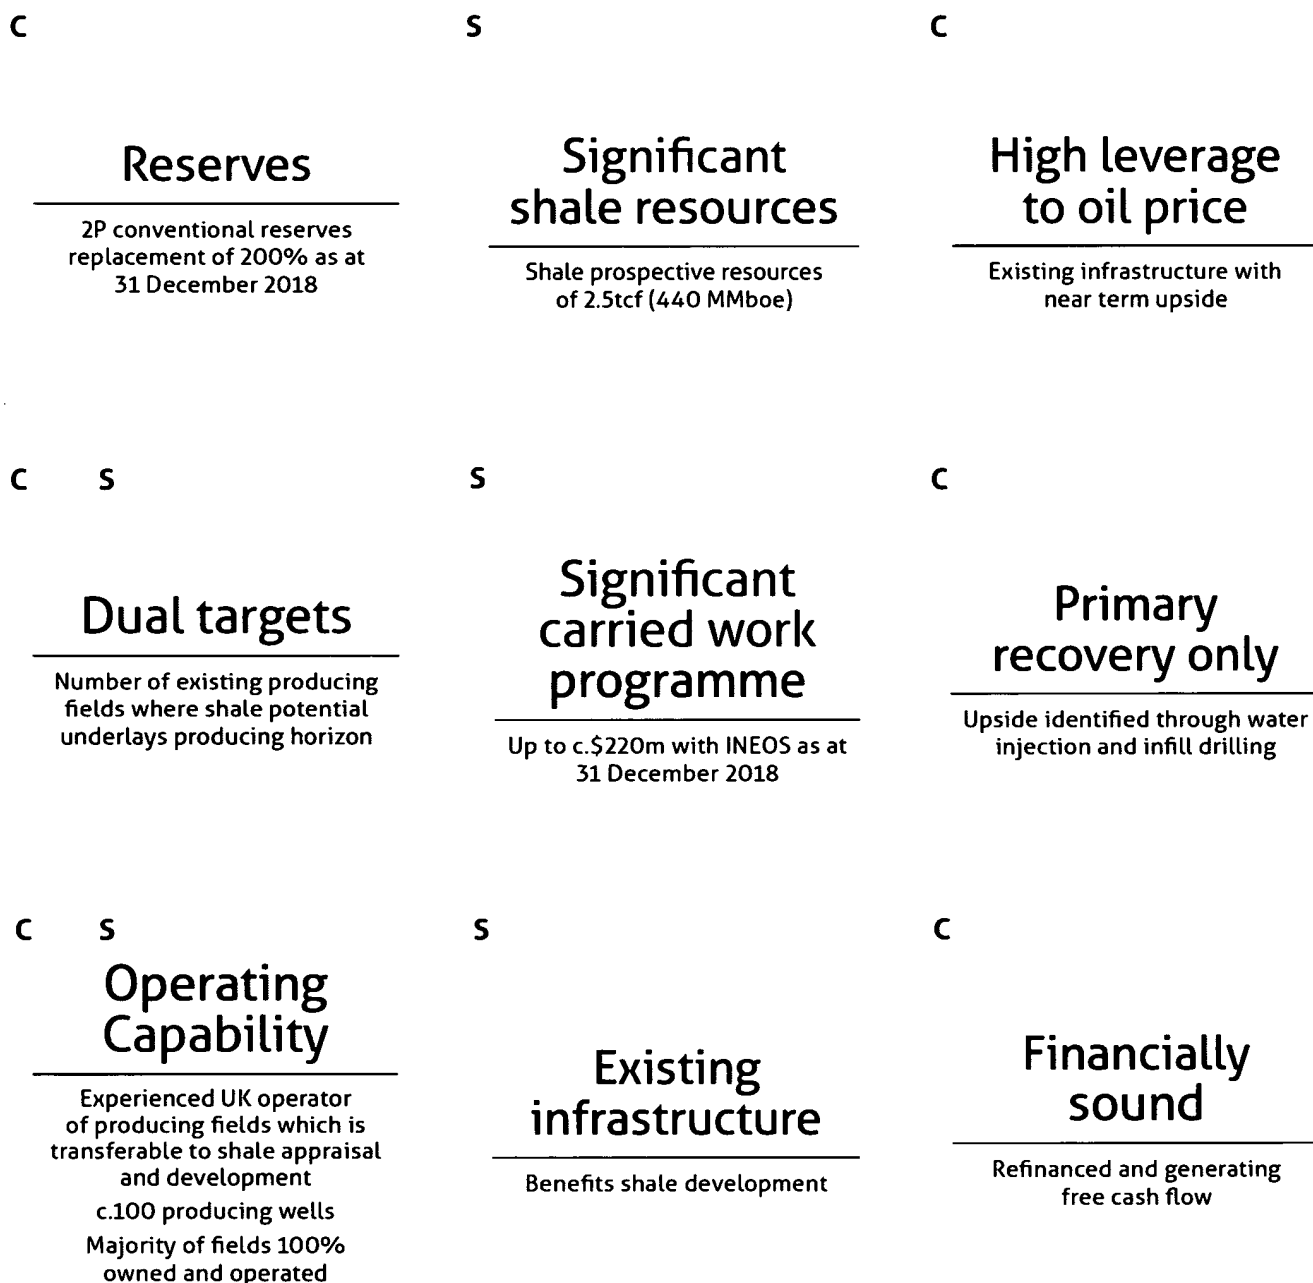 C
Reserves
2P conventional reserves
replacement of 200% as at
31 December 2018
S
Significant
shale resources
Shale prospective resources
of 2.5tcf (440 MMboe)
C
High leverage
to oil price
Existing infrastructure with
near term upside
C S
Dual targets
Number of existing producing
fields where shale potential
underlays producing horizon
S
Significant
carried work
programme
Up to c.$220m with INEOS as at
31 December 2018
C
Primary
recovery only
Upside identified through water
injection and infill drilling
C S
Operating
Capability
Experienced UK operator
of producing fields which is
transferable to shale appraisal
and development
c.100 producing wells
Majority of fields 100%
owned and operated
S
Existing
infrastructure
Benefits shale development
C
Financially
sound
Refinanced and generating
free cash flow